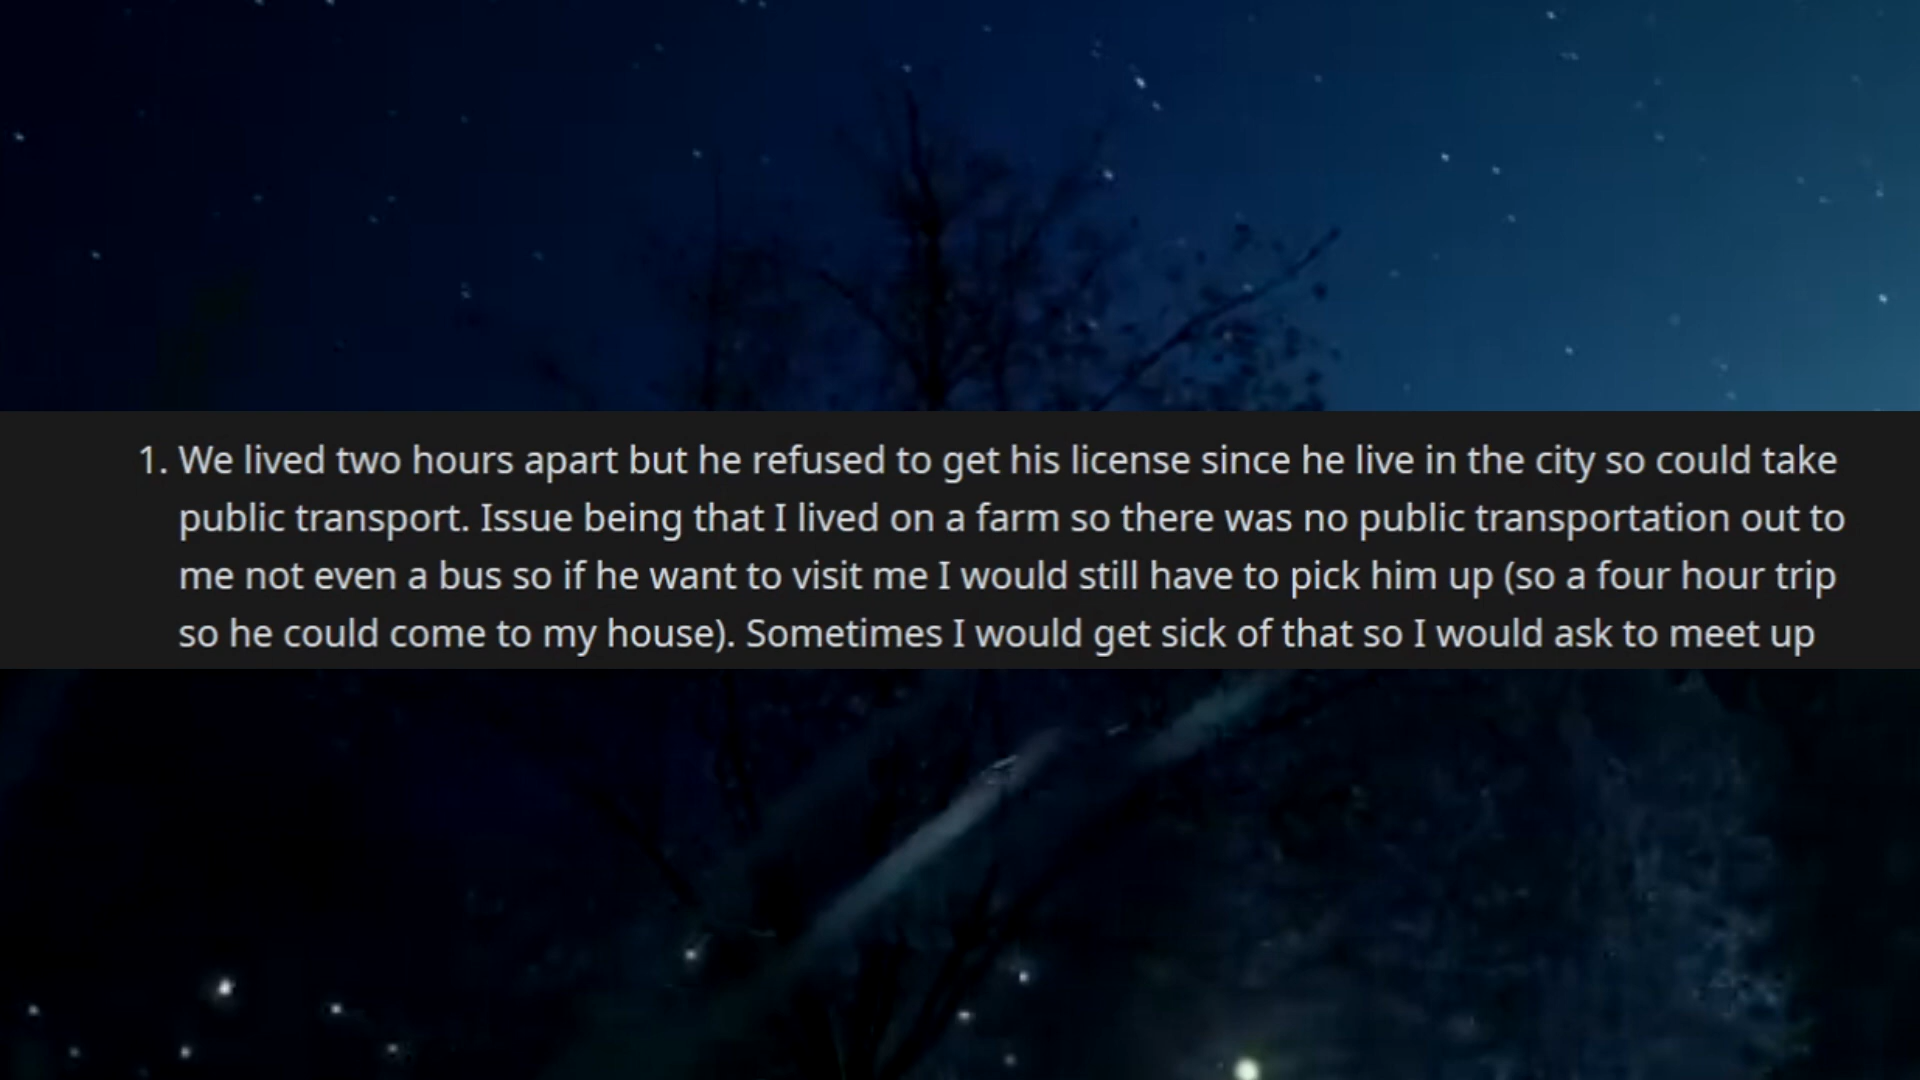 1. We lived two hours apart but he refused to get his license since he live in the city so could take
public transport. Issue being that I lived on a farm so there was no public transportation out to
me not even a bus so if he want to visit me I would still have to pick him up (so a four hour trip
so he could come to my house). Sometimes I would get sick of that so I would ask to meet up